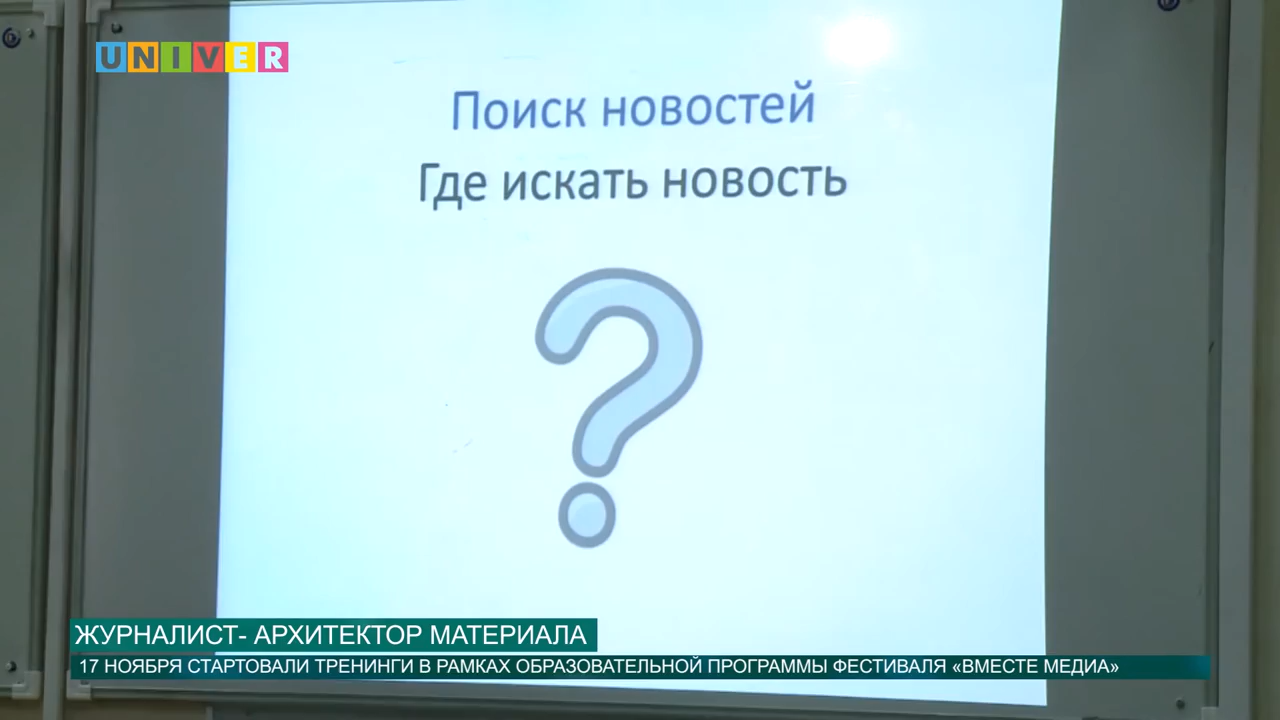 UNIVER
Поиск новостей
Где искать новость
?
ЖУРНАЛИСТ- АРХИТЕКТОР МАТЕРИАЛА
17 НОЯБРЯ СТАРТОВАЛИ ТРЕНИНГИ В РАМКАХ ОБРАЗОВАТЕЛЬНОЙ ПРОГРАММЫ ФЕСТИВАЛЯ «ВМЕСТЕ МЕДИА»